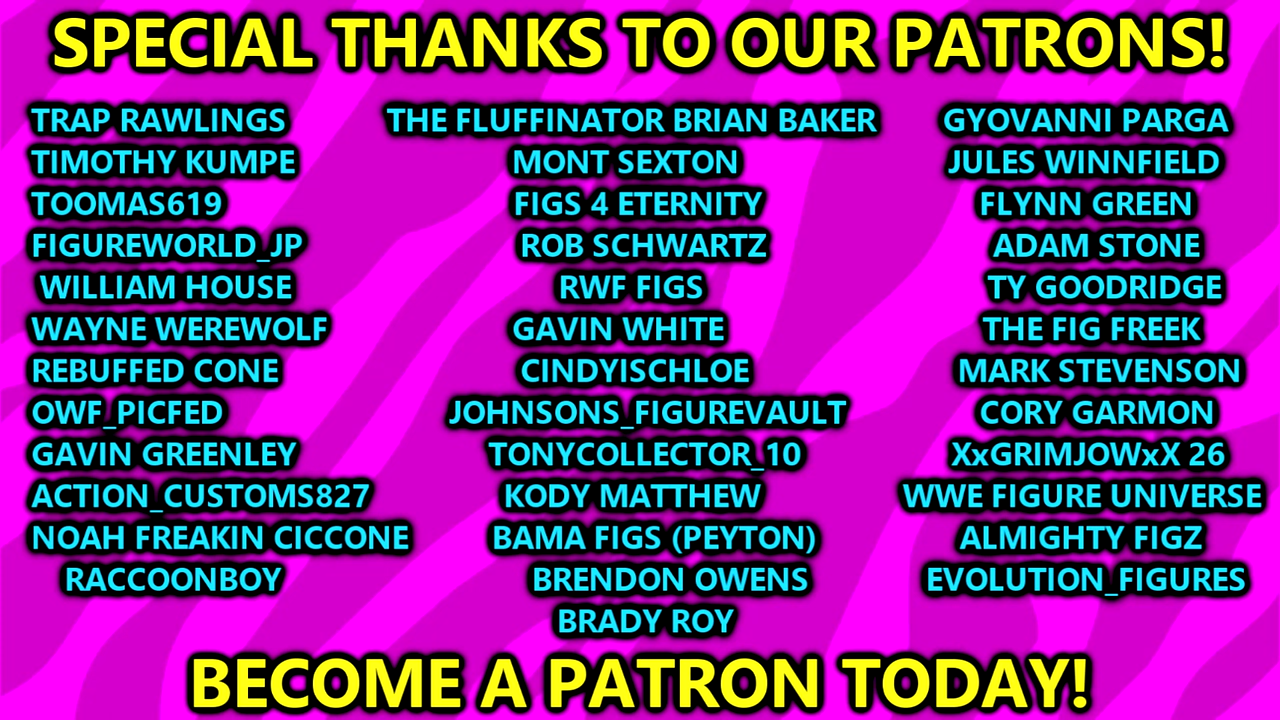 SPECIAL THANKS TO OUR PATRONS!
TRAP RAWLINGS
TIMOTHY KUMPE
TOOMAS619
FIGUREWORLD_JP
WILLIAM HOUSE
WAYNE WEREWOLF
REBUFFED CONE
OWF_PICFED
GAVIN GREENLEY
ACTION_CUSTOMS827
NOAH FREAKIN CICCONE
RACCOONBOY
THE FLUFFINATOR BRIAN BAKER
MONT SEXTON
FIGS 4 ETERNITY
ROB SCHWARTZ
RWF FIGS
GAVIN WHITE
CINDYISCHLOE
JOHNSONS_FIGUREVAULT
TONYCOLLECTOR_10
KODY MATTHEW
BAMA FIGS (PEYTON)
BRENDON OWENS
BRADY ROY
GYOVANNI PARGA
JULES WINNFIELD
FLYNN GREEN
ADAM STONE
TY GOODRIDGE
THE FIG FREEK
MARK STEVENSON
CORY GARMON
XxGRIMJOWxX 26
WWE FIGURE UNIVERSE
ALMIGHTY FIGZ
EVOLUTION_FIGURES
BECOME A PATRON TODAY!